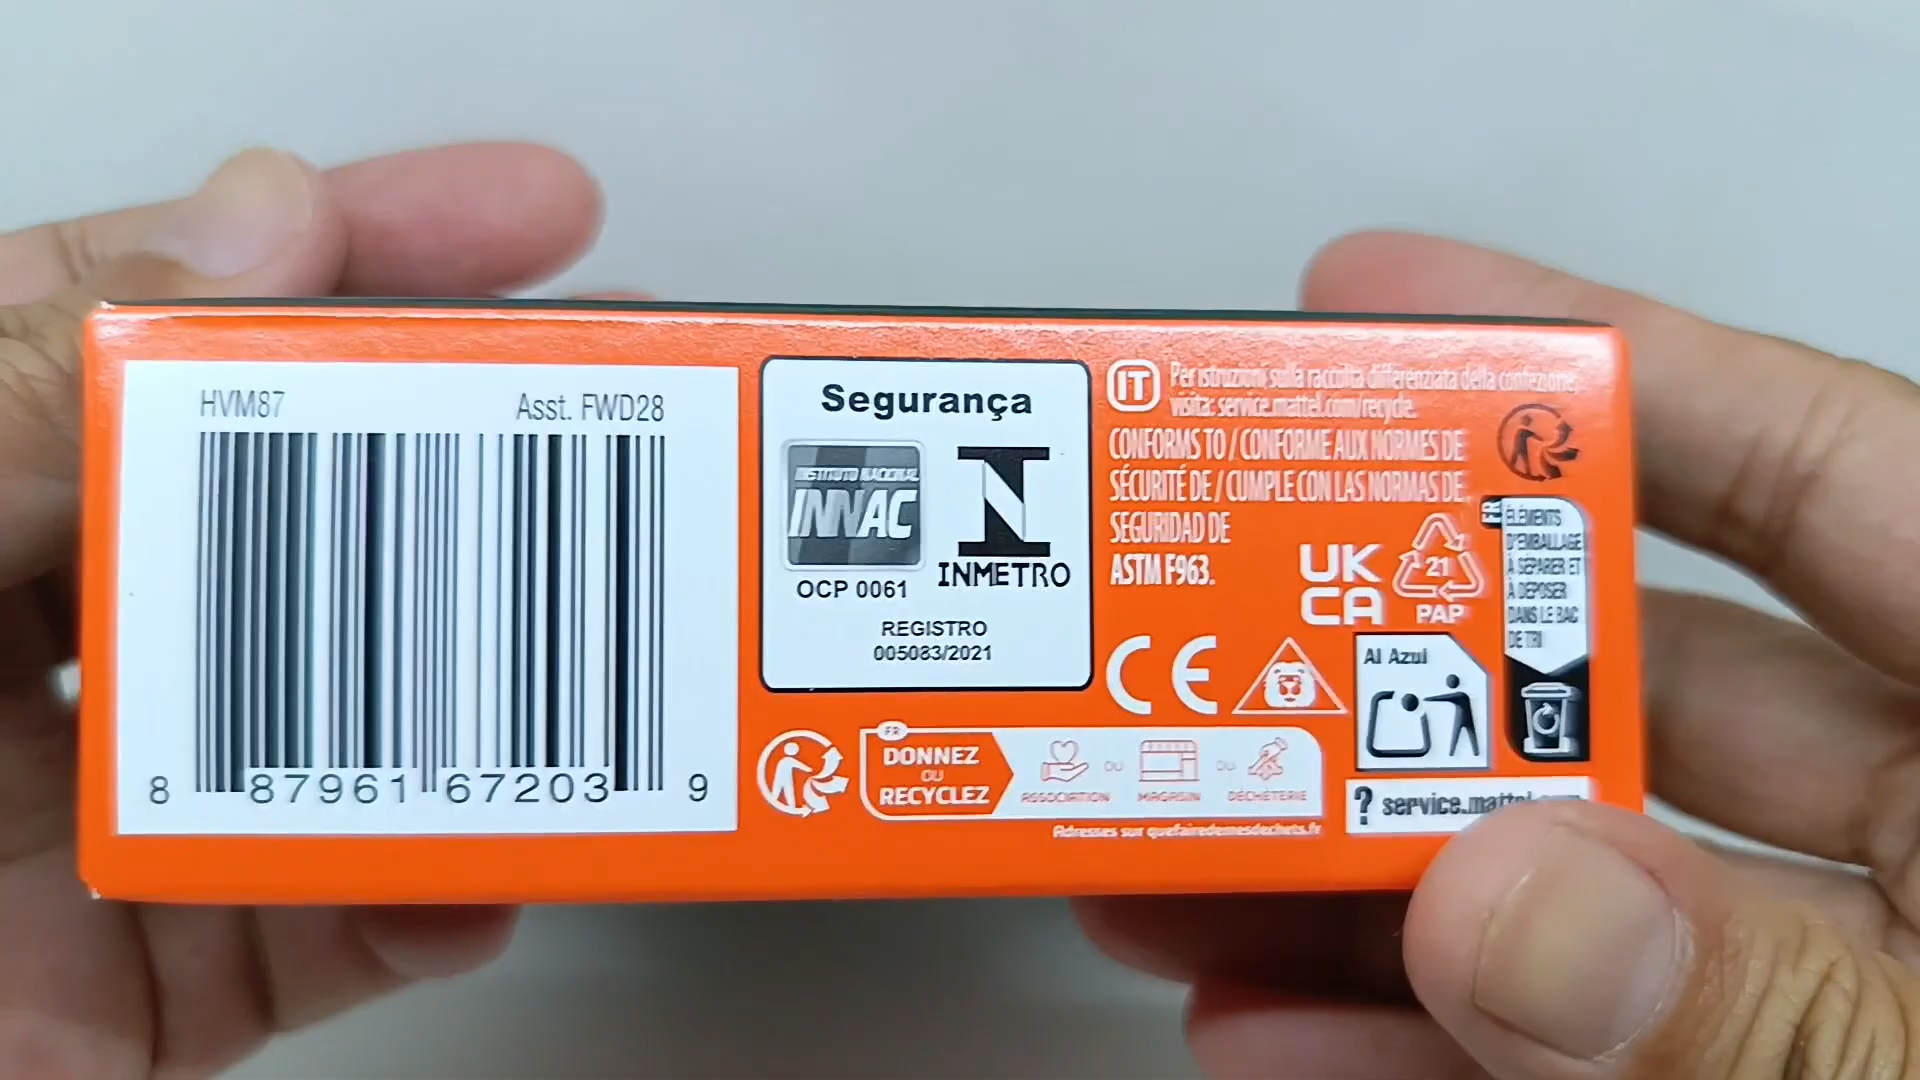 HVM87 Asst. FWD28
8 87961 67203 9
Segurança
INSTITUTO NACIONAL
INNAC
OCP 0061
INMETRO
REGISTRO
005083/2021
IT
Per istruzioni sulla raccolta differenziata della confezione,
visita: service.mattel.com/recycle.
CONFORMS TO / CONFORME AUX NORMES DE
SÉCURITÉ DE / CUMPLE CON LAS NORMAS DE
SEGURIDAD DE
ASTM F963.
UK
CA
21
PAP
FR
ÉLÉMENTS
D'EMBALLAGE
À SÉPARER ET
À DÉPOSER
DANS LE BAC
DE TRI
CE
Al Azul
FR
DONNEZ
OU
RECYCLEZ
ASSOCIATION OU MAGASIN OU DÉCHÈTERIE
Adresses sur quefairedemesdechets.fr
? service.mattel.com